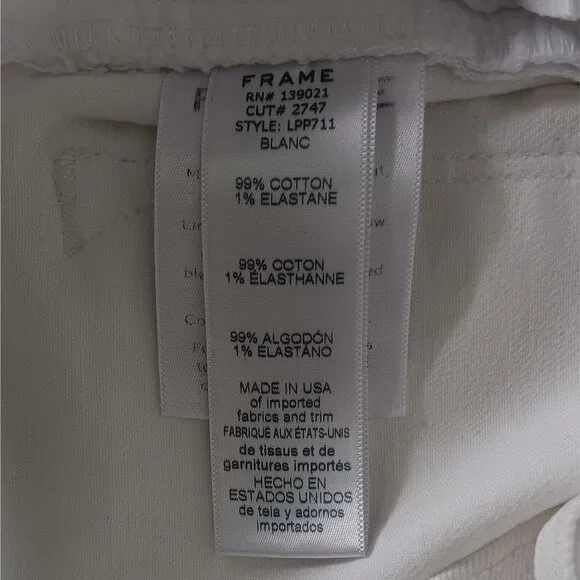 FRAME
RN# 139021
CUT# 2747
STYLE: LPP711
BLANC
99% COTTON
1% ELASTANE
99% COTON
1% ÉLASTHANNE
99% ALGODÓN
1% ELASTANO
MADE IN USA
of imported
fabrics and trim
FABRIQUÉ AUX ÉTATS-UNIS
de tissus et de
garnitures importés
HECHO EN
ESTADOS UNIDOS
de tela y adornos
importados